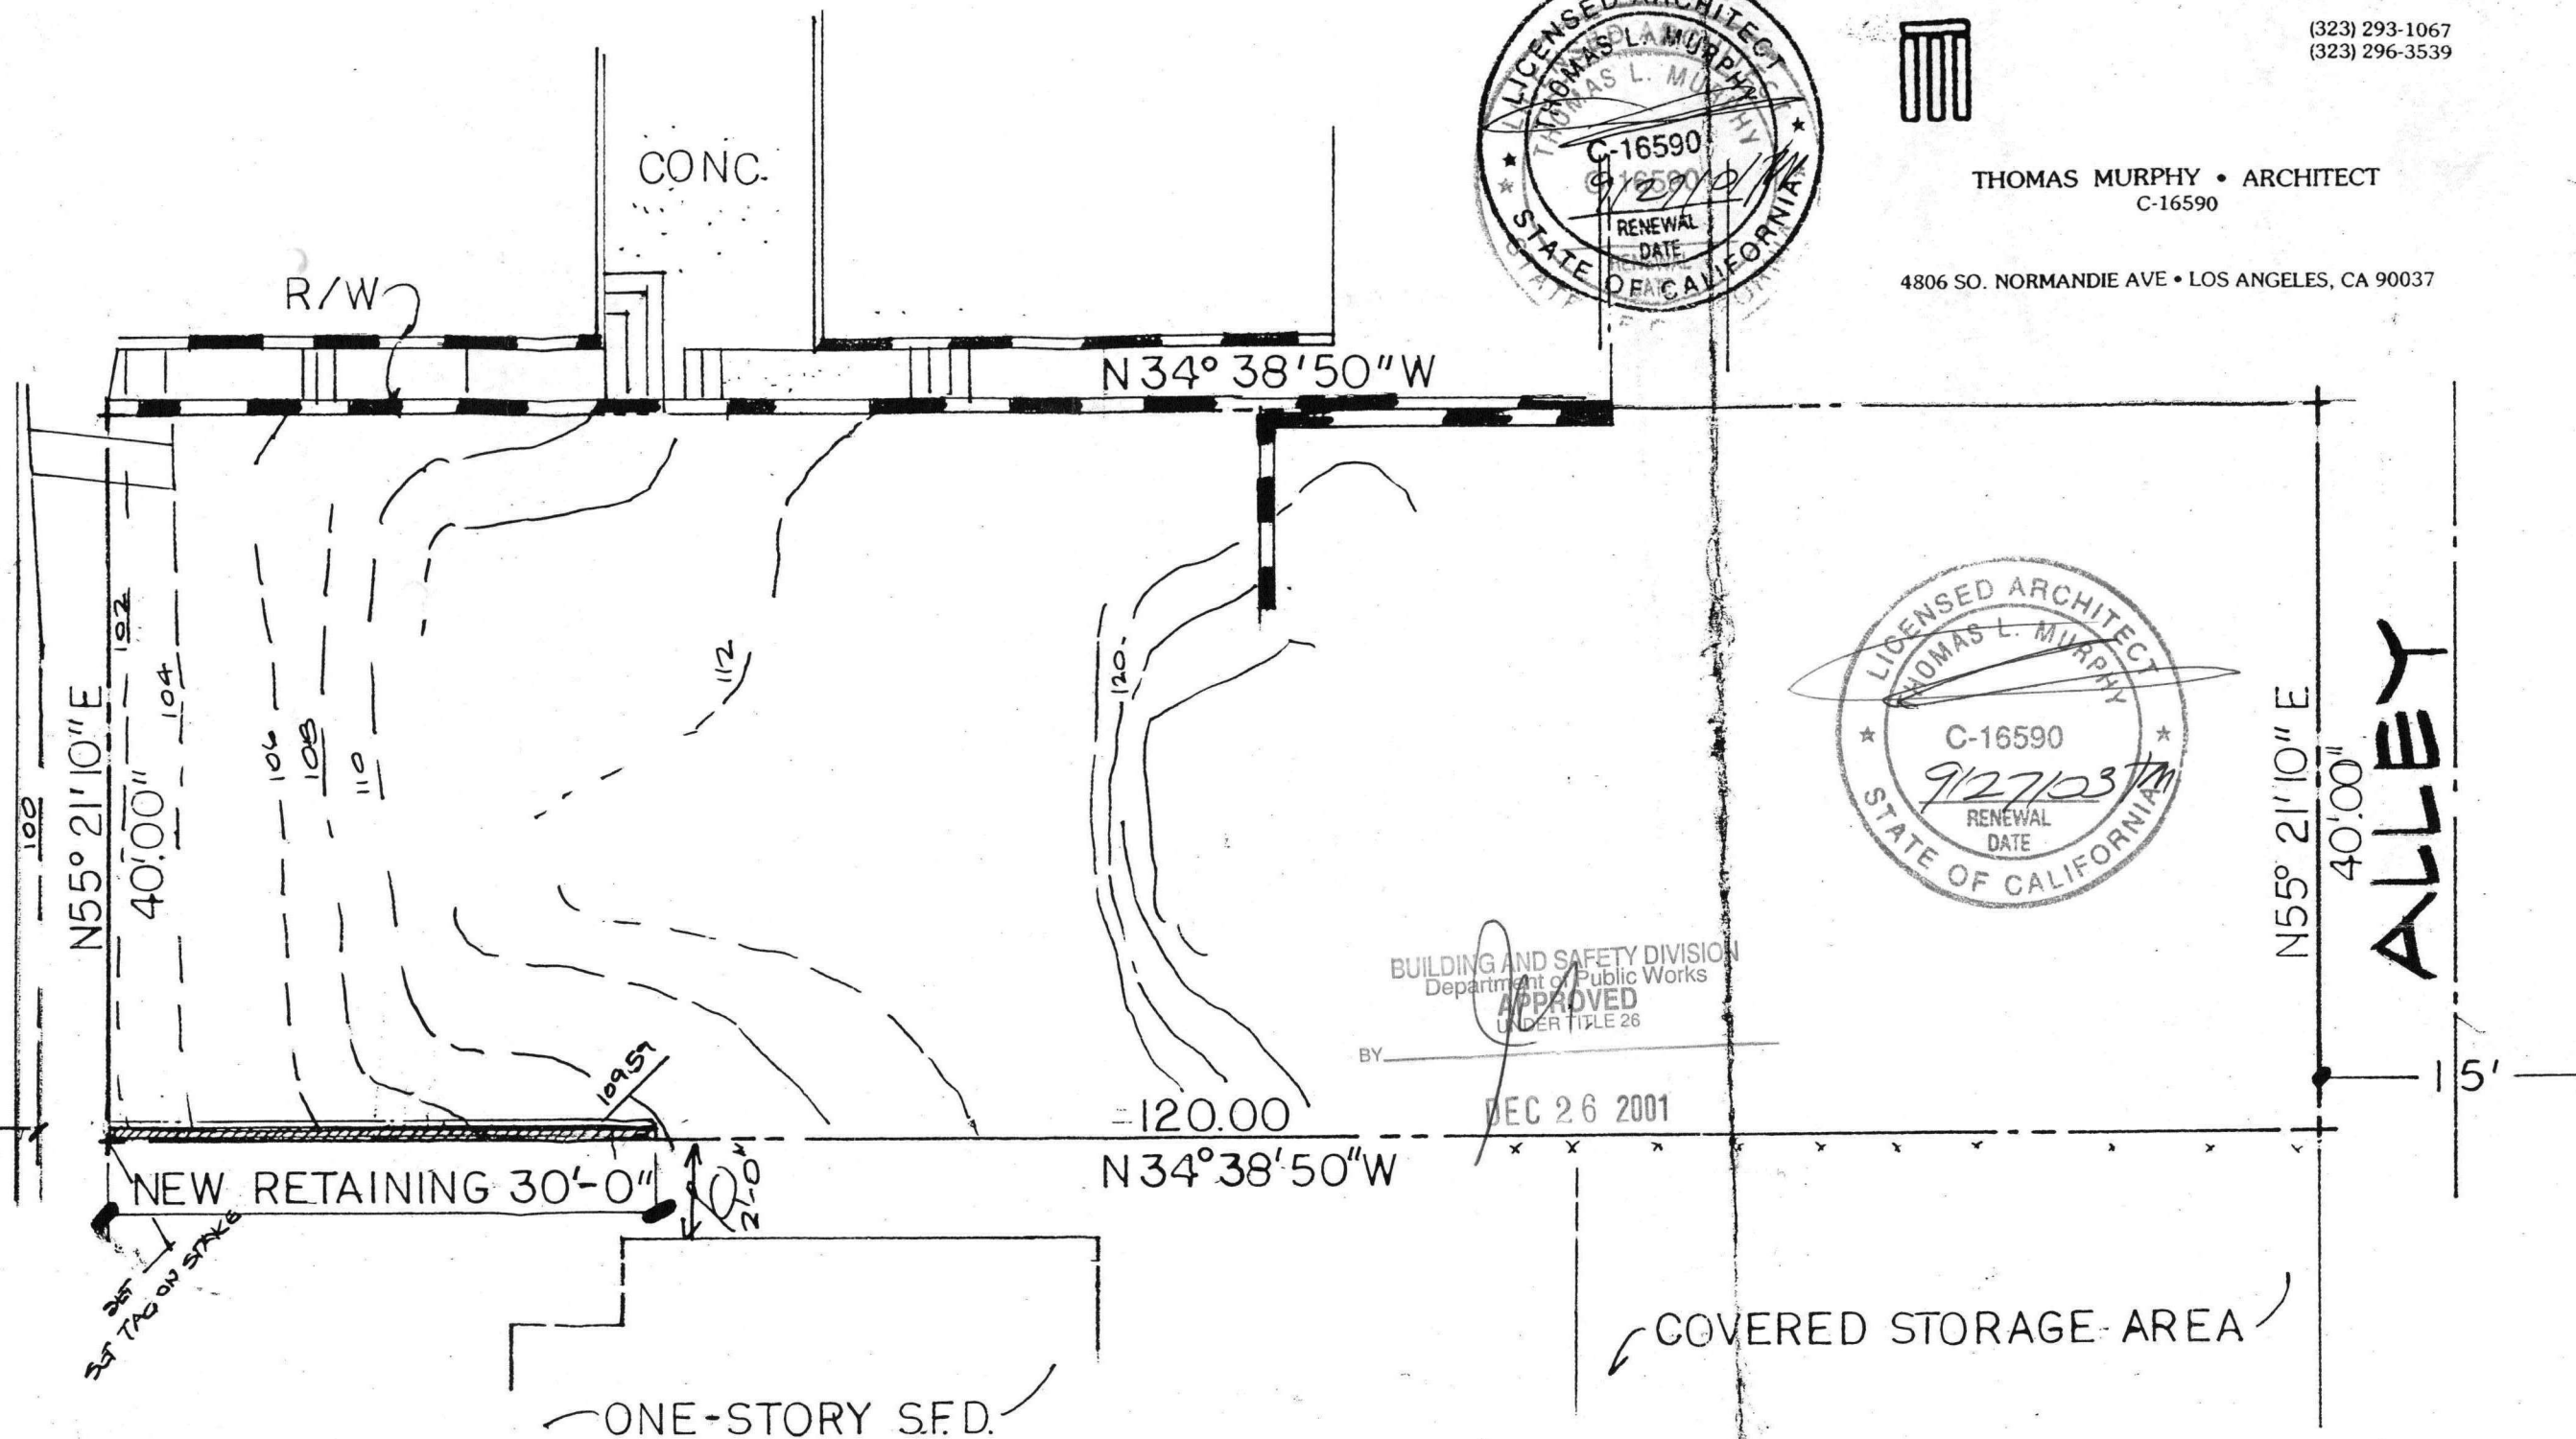 (323) 293-1067
(323) 296-3539
THOMAS MURPHY • ARCHITECT
C-16590
4806 SO. NORMANDIE AVE • LOS ANGELES, CA 90037
LICENSED ARCHITECT
THOMAS L. MURPHY
C-16590
RENEWAL
DATE
STATE OF CALIFORNIA
CONC.
R/W
N34° 38'50"W
100
N55° 21'10"E
40'.00"
102
104
106
108
110
112
120
LICENSED ARCHITECT
THOMAS L. MURPHY
C-16590
9/27/03 TM
RENEWAL
DATE
STATE OF CALIFORNIA
N55° 21'10" E
40'.00"
ALLEY
15'
BUILDING AND SAFETY DIVISION
Department of Public Works
APPROVED
UNDER TITLE 26
BY
DEC 26 2001
109.59
120.00
N34°38'50"W
NEW RETAINING 30'-0"
2'-0"
SET TAG ON STAKE
ONE-STORY S.F.D.
COVERED STORAGE AREA